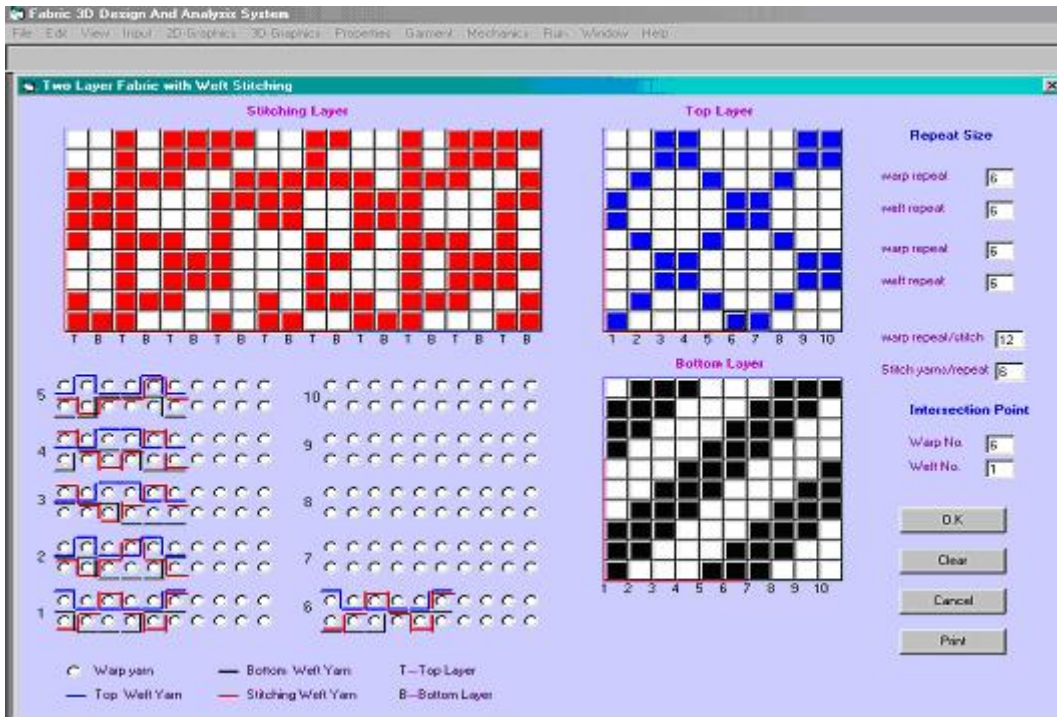 Fabric 3D Design And Analysis System
File Edit View Input 2D-Graphics 3D-Graphics Properties Garment Mechanics Run Window Help
Two Layer Fabric with Weft Stitching
Stitching Layer
T B T B T B T B T B T B T B T B T B T B
Top Layer
1 2 3 4 5 6 7 8 9 10
Bottom Layer
1 2 3 4 5 6 7 8 9 10
Repeat Size
warp repeat 6
weft repeat 6
warp repeat 6
weft repeat 6
warp repeat/stitch 12
Stitch yarns/repeat 6
Intersection Point
Warp No. 6
Weft No. 1
OK
Clear
Cancel
Print
5
4
3
2
1
10
9
8
7
6
Warp yarn
Bottom Weft Yarn
T--Top Layer
Top Weft Yarn
Stitching Weft Yarn
B--Bottom Layer